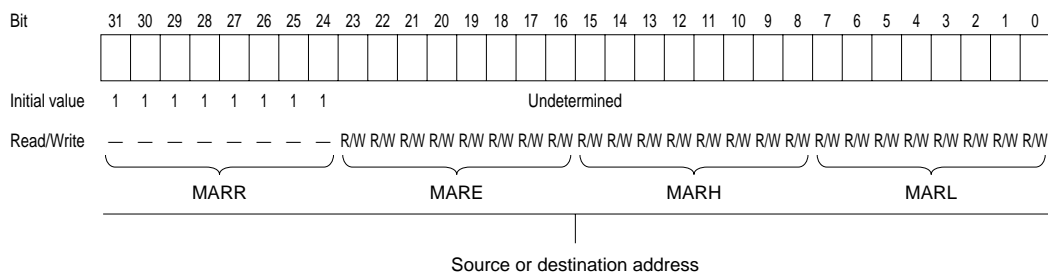 Bit 31 30 29 28 27 26 25 24 23 22 21 20 19 18 17 16 15 14 13 12 11 10 9 8 7 6 5 4 3 2 1 0
Initial value 1 1 1 1 1 1 1 1 Undetermined
Read/Write — — — — — — — — R/W R/W R/W R/W R/W R/W R/W R/W R/W R/W R/W R/W R/W R/W R/W R/W R/W R/W R/W R/W R/W R/W R/W R/W
MARR MARE MARH MARL
Source or destination address